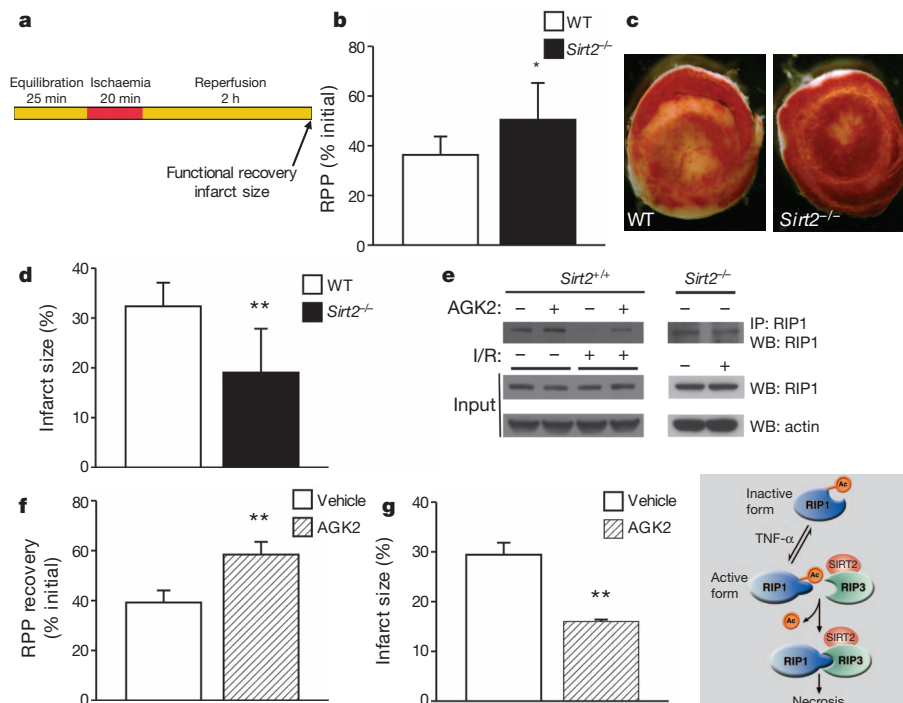 a
Equilibration Ischaemia Reperfusion
25 min 20 min 2 h
Functional recovery
infarct size
b
WT
Sirt2–/–
RPP (% initial)
80
60
40
20
0
*
c
WT
Sirt2–/–
d
WT
Sirt2–/–
Infarct size (%)
40
30
20
10
0
**
e
Sirt2+/+ Sirt2–/–
AGK2: – + – +
IP: RIP1
WB: RIP1
I/R: – – + + – +
Input
WB: RIP1
WB: actin
f
Vehicle
AGK2
RPP recovery
(% initial)
80
60
40
20
0
**
g
Vehicle
AGK2
Infarct size (%)
40
30
20
10
0
**
Ac
Inactive
form
RIP1
TNF-α
Active
form
SIRT2
RIP1 Ac RIP3
Ac
SIRT2
RIP1 RIP3
Necrosis